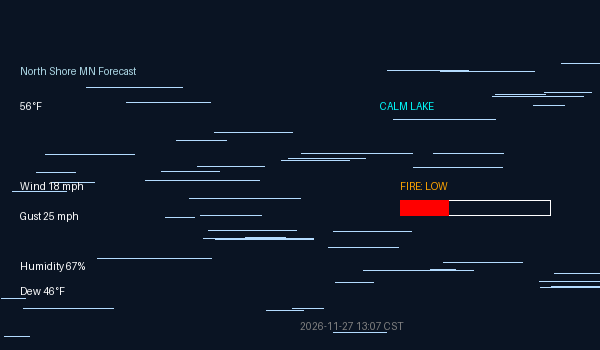 North Shore MN Forecast
56°F
CALM LAKE
Wind 18 mph
FIRE: LOW
Gust 25 mph
Humidity 67%
Dew 46°F
2026-11-27 13:07 CST